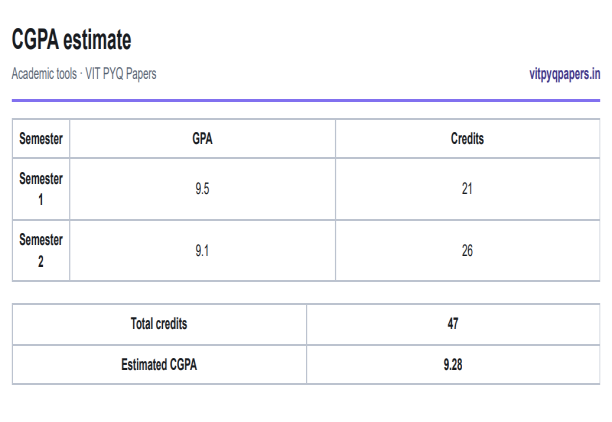 CGPA estimate
Academic tools · VIT PYQ Papers
vitpyqpapers.in
Semester GPA Credits
Semester 1 9.5 21
Semester 2 9.1 26
Total credits 47
Estimated CGPA 9.28